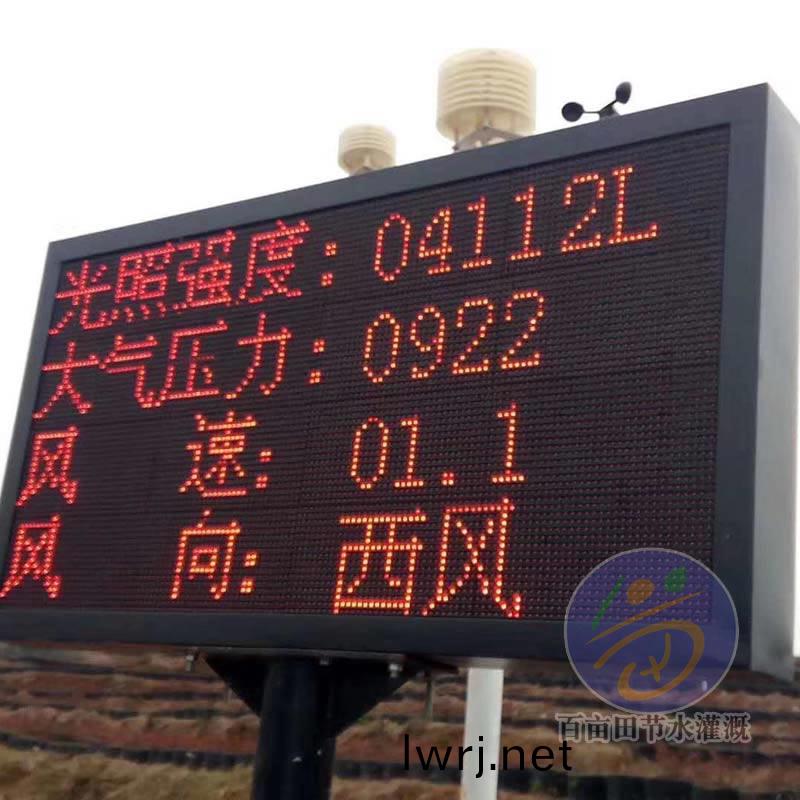 光照强度：04112L
大气压力：0922
风 速：01.1
风 向：西风
百亩田节水灌溉
lwrj.net